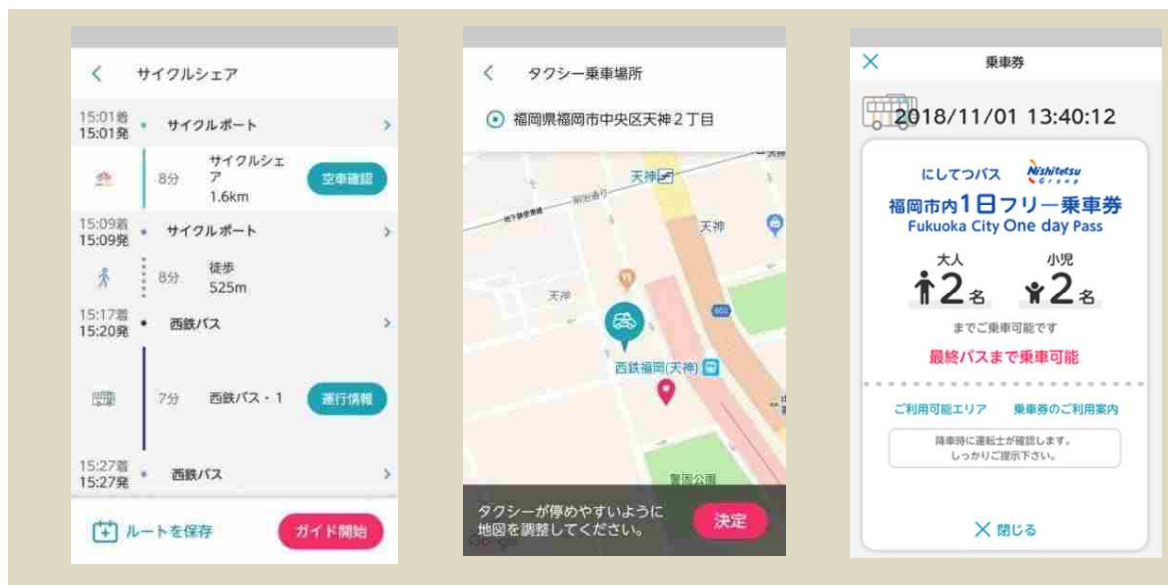 サイクルシェア
15:01着
15:01発
サイクルポート
8分
サイクルシェ
ア
1.6km
空車確認
15:09着
15:09発
サイクルポート
8分
徒歩
525m
15:17着
15:20発
西鉄バス
7分
西鉄バス・1
運行情報
15:27着
15:27発
西鉄バス
ルートを保存
ガイド開始
タクシー乗車場所
福岡県福岡市中央区天神2丁目
天神
明治通り
天神
天神
西鉄福岡(天神)
警固公園
タクシーが停めやすいように
地図を調整してください。
決定
乗車券
2018/11/01 13:40:12
にしてつバス
Nishitetsu
Group
福岡市内1日フリー乗車券
Fukuoka City One day Pass
大人
小児
2名
2名
までご乗車可能です
最終バスまで乗車可能
ご利用可能エリア
乗車券のご利用案内
降車時に運転士が確認します。
しっかりご提示下さい。
閉じる